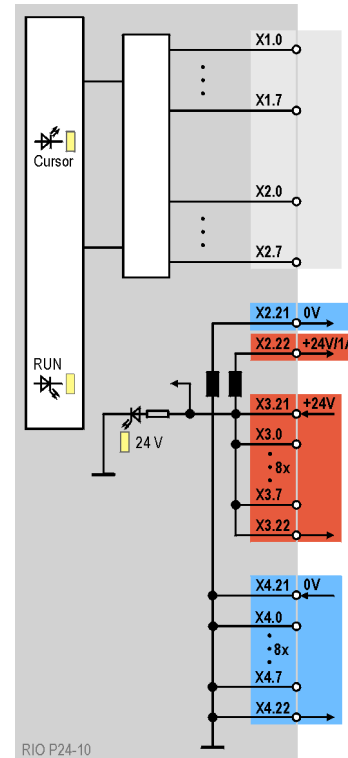 X1.0
X1.7
Cursor
X2.0
X2.7
X2.21 0V
X2.22 +24V/1A
RUN
X3.21 +24V
X3.0
24 V
8x
X3.7
X3.22
X4.21 0V
X4.0
8x
X4.7
X4.22
RIO P24-10